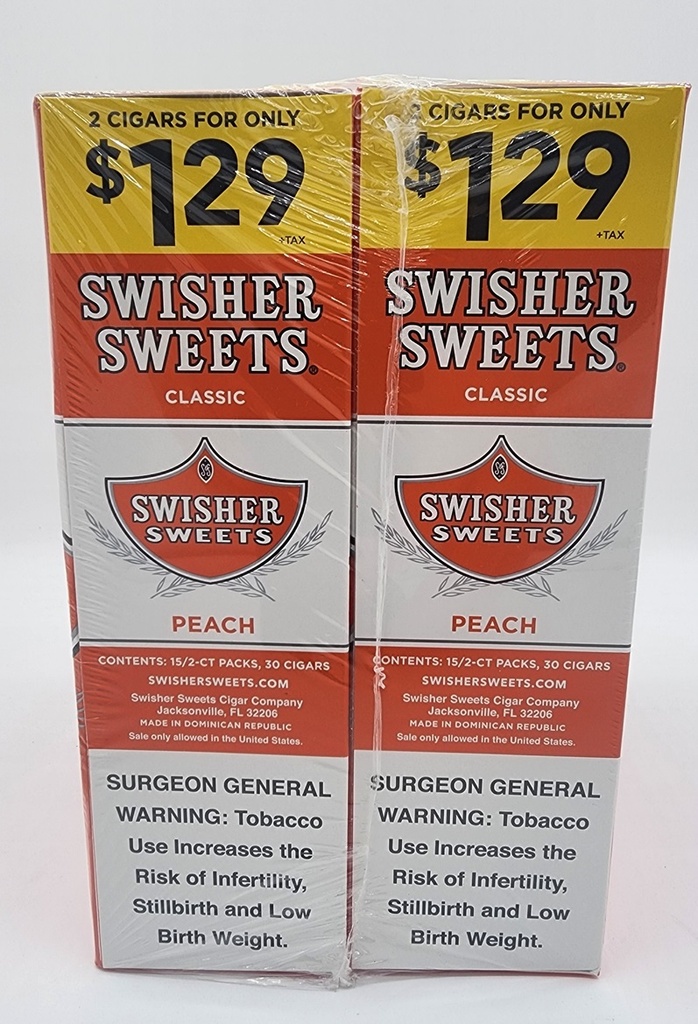 2 CIGARS FOR ONLY
$129
+TAX
SWISHER
SWEETS®
CLASSIC
S&S
SWISHER
SWEETS
PEACH
CONTENTS: 15/2-CT PACKS, 30 CIGARS
SWISHERSWEETS.COM
Swisher Sweets Cigar Company
Jacksonville, FL 32206
MADE IN DOMINICAN REPUBLIC
Sale only allowed in the United States.
SURGEON GENERAL
WARNING: Tobacco
Use Increases the
Risk of Infertility,
Stillbirth and Low
Birth Weight.
2 CIGARS FOR ONLY
$129
+TAX
SWISHER
SWEETS®
CLASSIC
S&S
SWISHER
SWEETS
PEACH
CONTENTS: 15/2-CT PACKS, 30 CIGARS
SWISHERSWEETS.COM
Swisher Sweets Cigar Company
Jacksonville, FL 32206
MADE IN DOMINICAN REPUBLIC
Sale only allowed in the United States.
SURGEON GENERAL
WARNING: Tobacco
Use Increases the
Risk of Infertility,
Stillbirth and Low
Birth Weight.